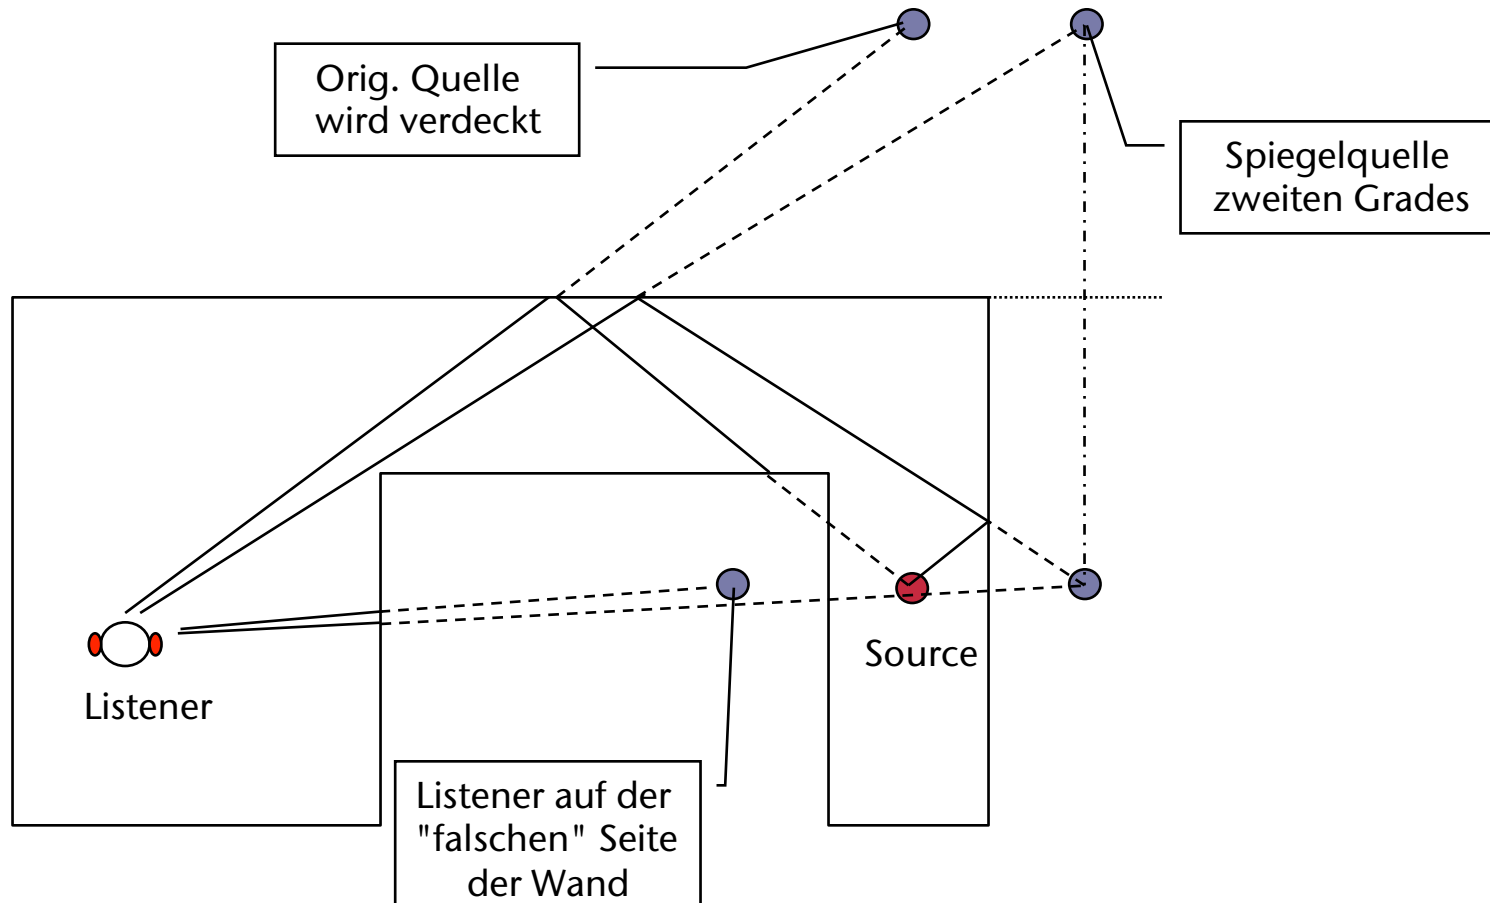 Orig. Quelle
wird verdeckt
Spiegelquelle
zweiten Grades
Source
Listener
Listener auf der
"falschen" Seite
der Wand